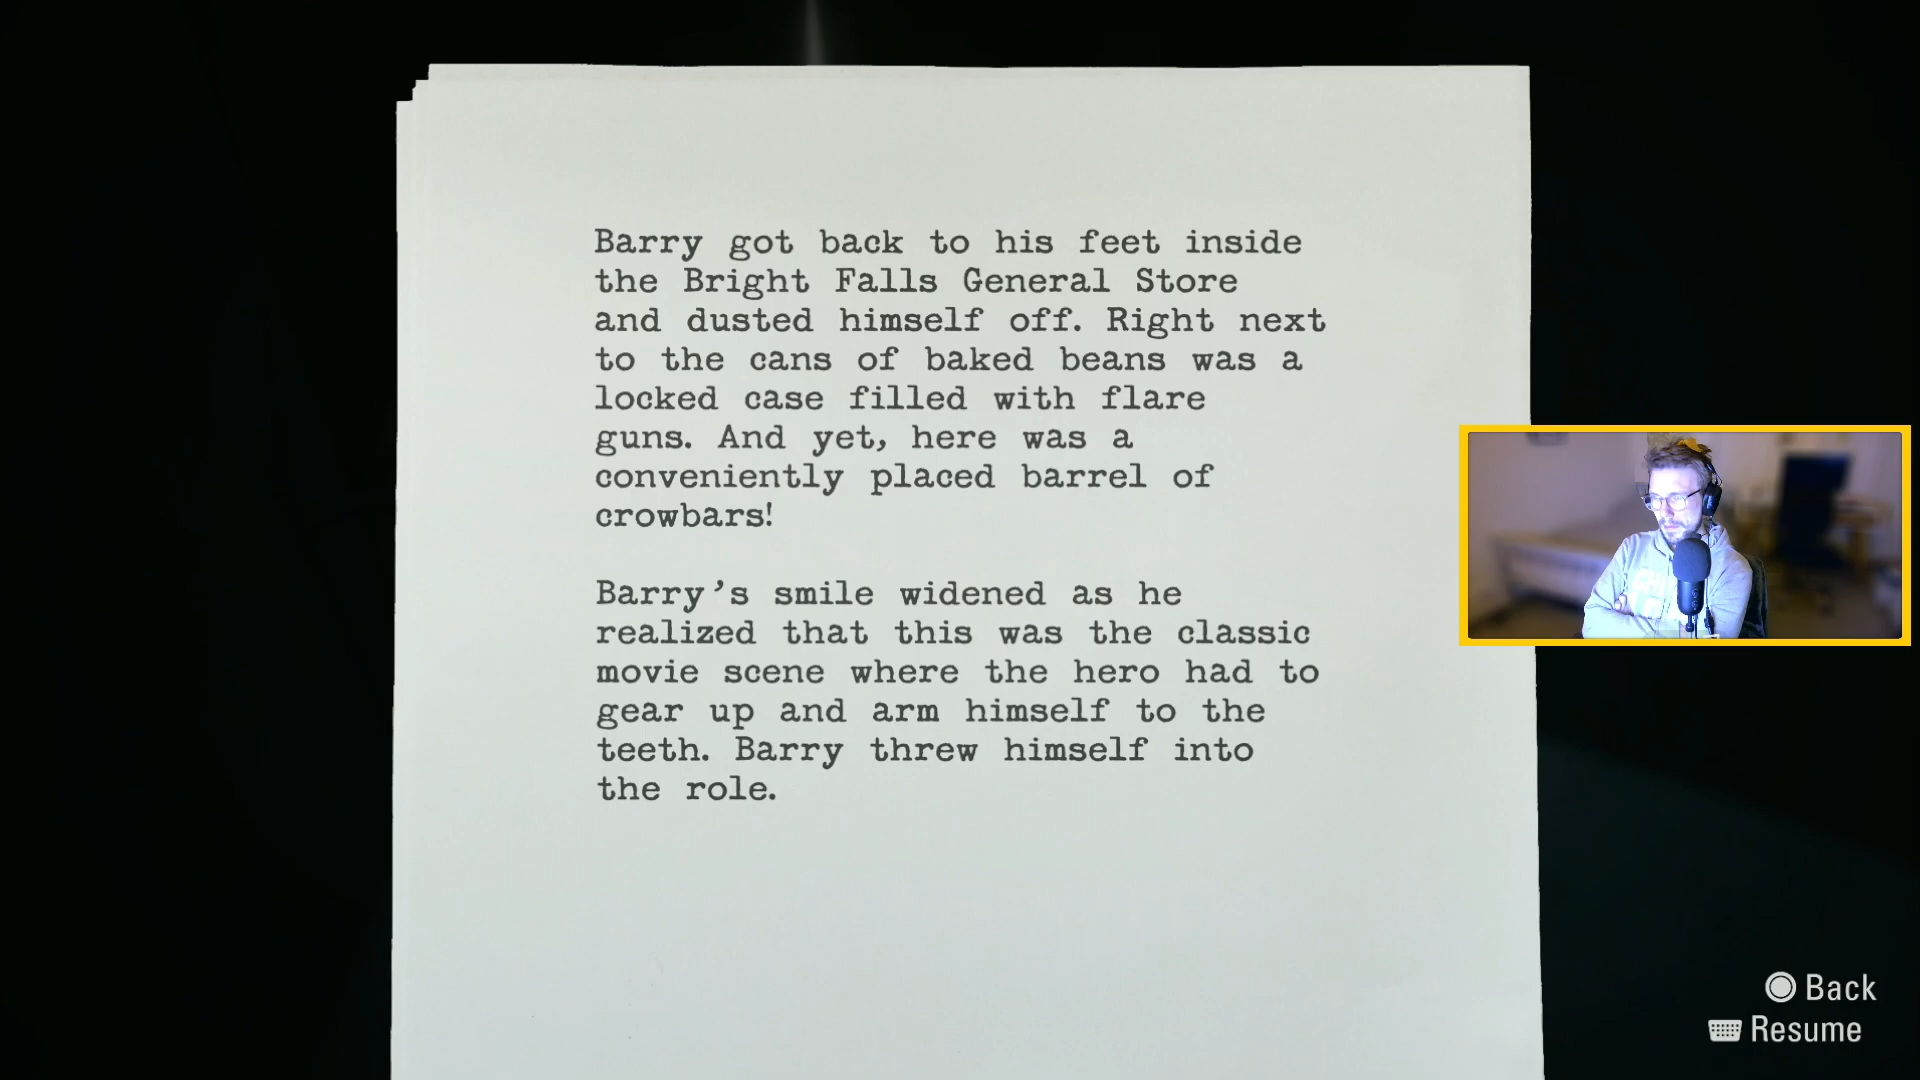 Barry got back to his feet inside
the Bright Falls General Store
and dusted himself off. Right next
to the cans of baked beans was a
locked case filled with flare
guns. And yet, here was a
conveniently placed barrel of
crowbars!
Barry’s smile widened as he
realized that this was the classic
movie scene where the hero had to
gear up and arm himself to the
teeth. Barry threw himself into
the role.
Back
Resume